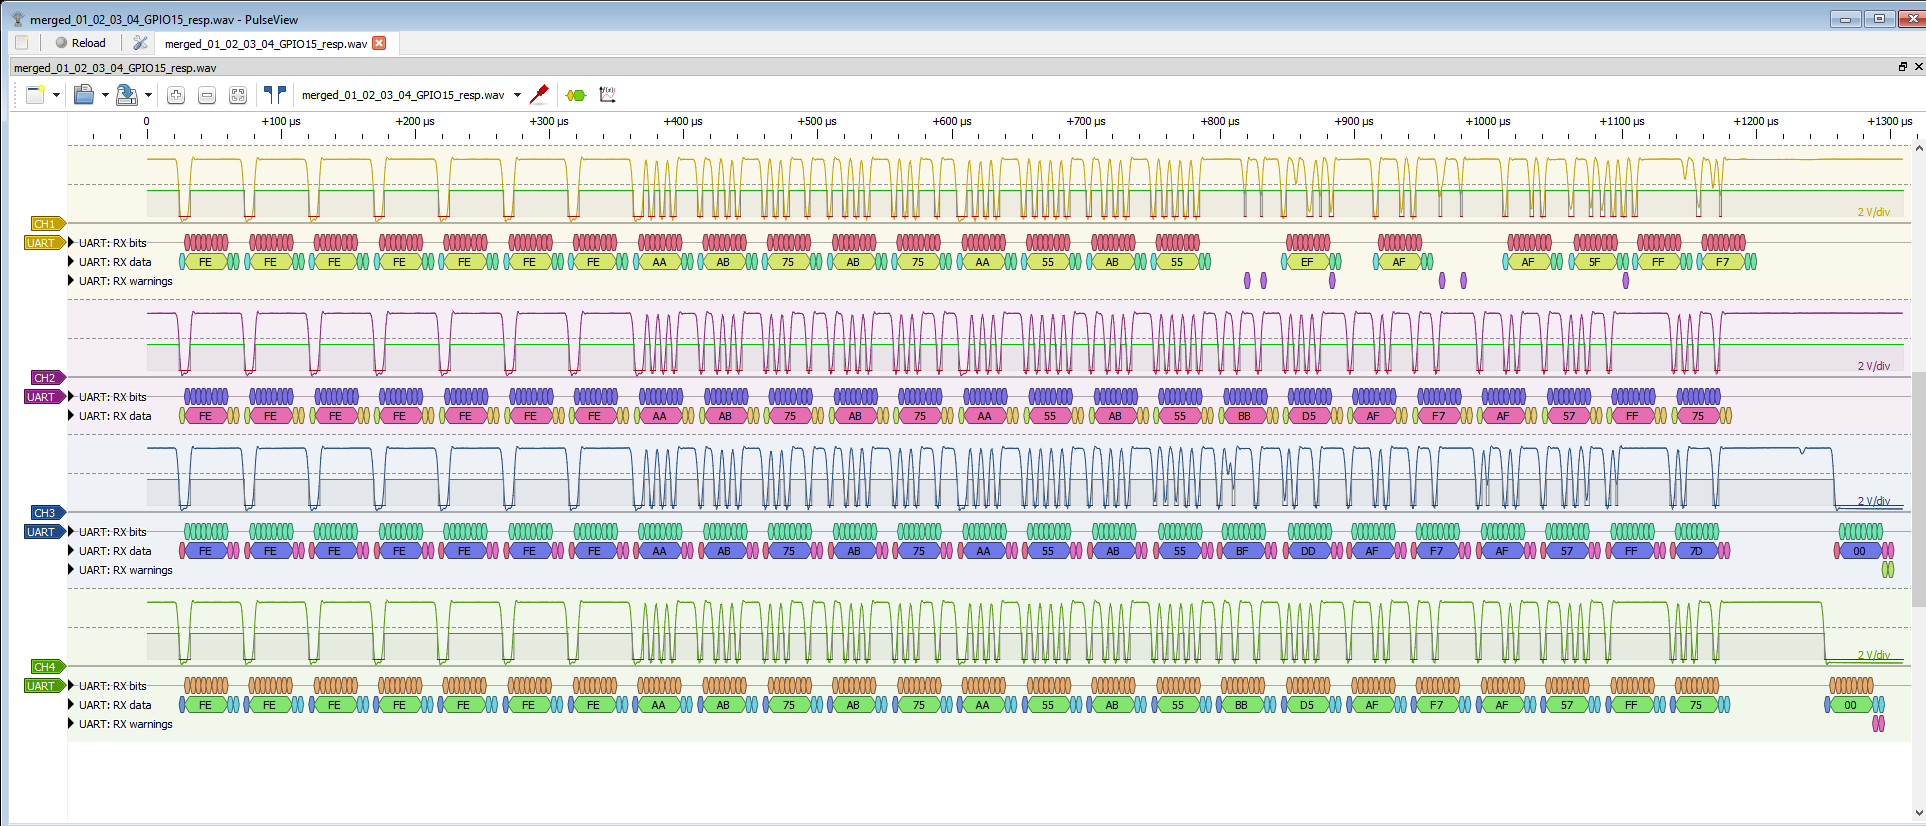 merged_01_02_03_04_GPIO15_resp.wav - PulseView
Reload merged_01_02_03_04_GPIO15_resp.wav
merged_01_02_03_04_GPIO15_resp.wav
merged_01_02_03_04_GPIO15_resp.wav
0 +100 µs +200 µs +300 µs +400 µs +500 µs +600 µs +700 µs +800 µs +900 µs +1000 µs +1100 µs +1200 µs +1300 µs
2 V/div
CH1
UART UART: RX bits
UART: RX data FE FE FE FE FE FE FE AA AB 75 AB 75 AA 55 AB 55 EF AF AF 5F FF F7
UART: RX warnings
2 V/div
CH2
UART UART: RX bits
UART: RX data FE FE FE FE FE FE FE AA AB 75 AB 75 AA 55 AB 55 BB D5 AF F7 AF 57 FF 75
2 V/div
CH3
UART UART: RX bits
UART: RX data FE FE FE FE FE FE FE AA AB 75 AB 75 AA 55 AB 55 BF DD AF F7 AF 57 FF 7D 00
UART: RX warnings
2 V/div
CH4
UART UART: RX bits
UART: RX data FE FE FE FE FE FE FE AA AB 75 AB 75 AA 55 AB 55 BB D5 AF F7 AF 57 FF 75 00
UART: RX warnings